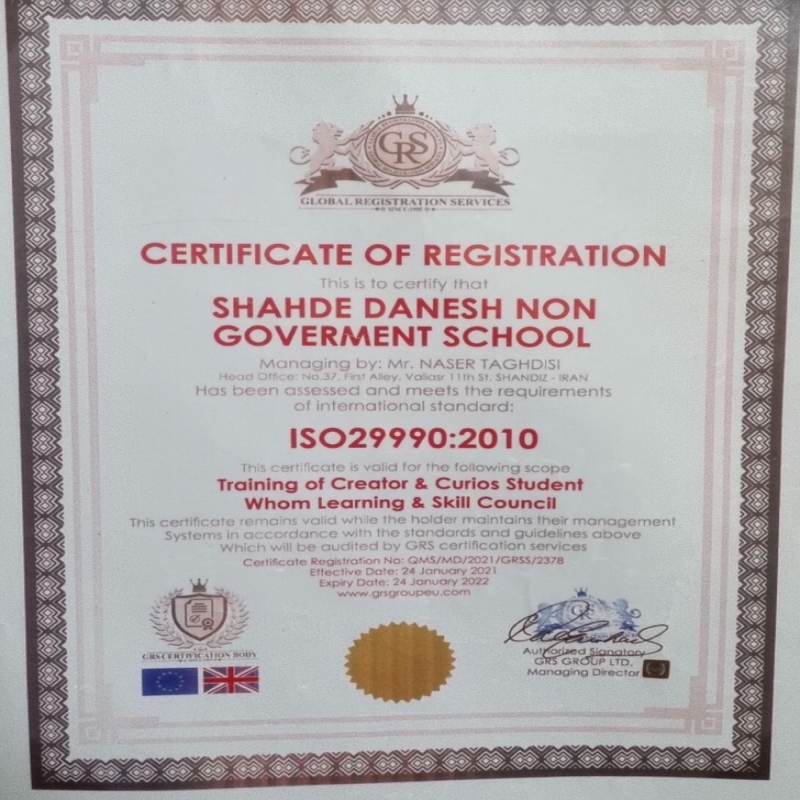 GRS
GLOBAL REGISTRATION SERVICES
CERTIFICATE OF REGISTRATION
This is to certify that
SHAHDE DANESH NON
GOVERMENT SCHOOL
Managing by: Mr. NASER TAGHDISI
Head Office: No.37, First Alley. Valiasr 11th St. SHANDIZ - IRAN
Has been assessed and meets the requirements
of international standard:
ISO29990:2010
This certificate is valid for the following scope
Training of Creator & Curios Student
Whom Learning & Skill Council
This certificate remains valid while the holder maintains their management
Systems in accordance with the standards and guidelines above
Which will be audited by GRS certification services
Certificate Registration No: QMS/MD/2021/GRSS/2378
Effective Date: 24 January 2021
Expiry Date: 24 January 2022
www.grsgroupeu.com
GRS CERTIFICATION BODY
GRS
Authorized Signatory
GRS GROUP LTD.
Managing Director